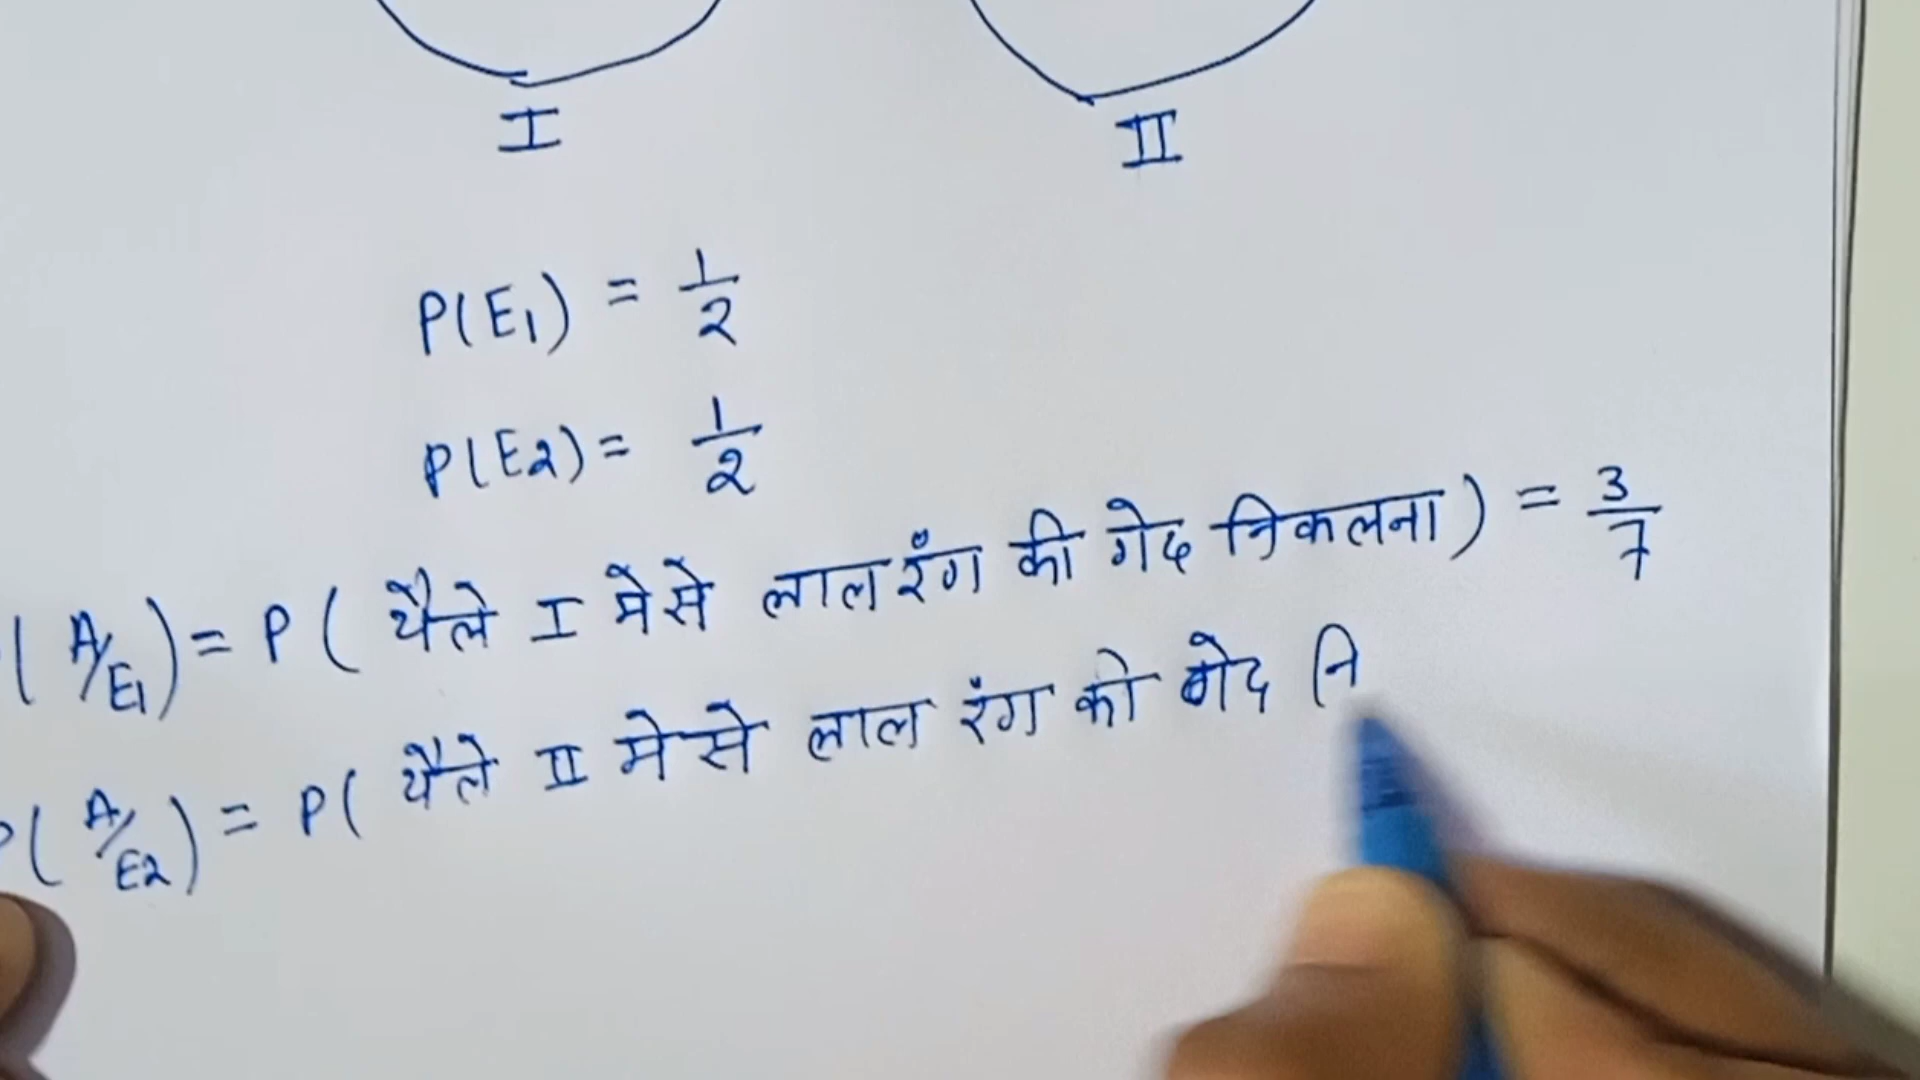 I II
P(E1) = 1/2
P(E2) = 1/2
( A/E1 ) = P ( थैले I मे से लाल रंग की गेद निकलना ) = 3/7
P( A/E2 ) = P( थैले II मे से लाल रंग की गेद नि